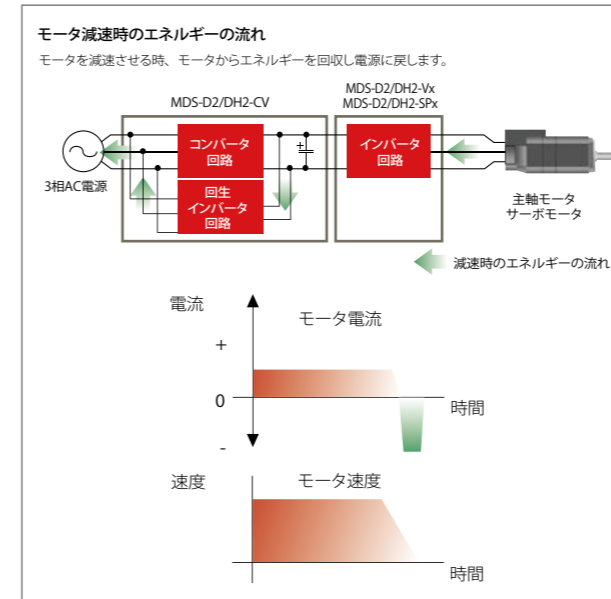 モータ減速時のエネルギーの流れ
モータを減速させる時、モータからエネルギーを回収し電源に戻します。
MDS-D2/DH2-CV
MDS-D2/DH2-Vx
MDS-D2/DH2-SPx
コンバータ
回路
+
インバータ
回路
3相AC電源
回生
インバータ
回路
主軸モータ
サーボモータ
減速時のエネルギーの流れ
電流
モータ電流
+
0
時間
-
速度
モータ速度
時間